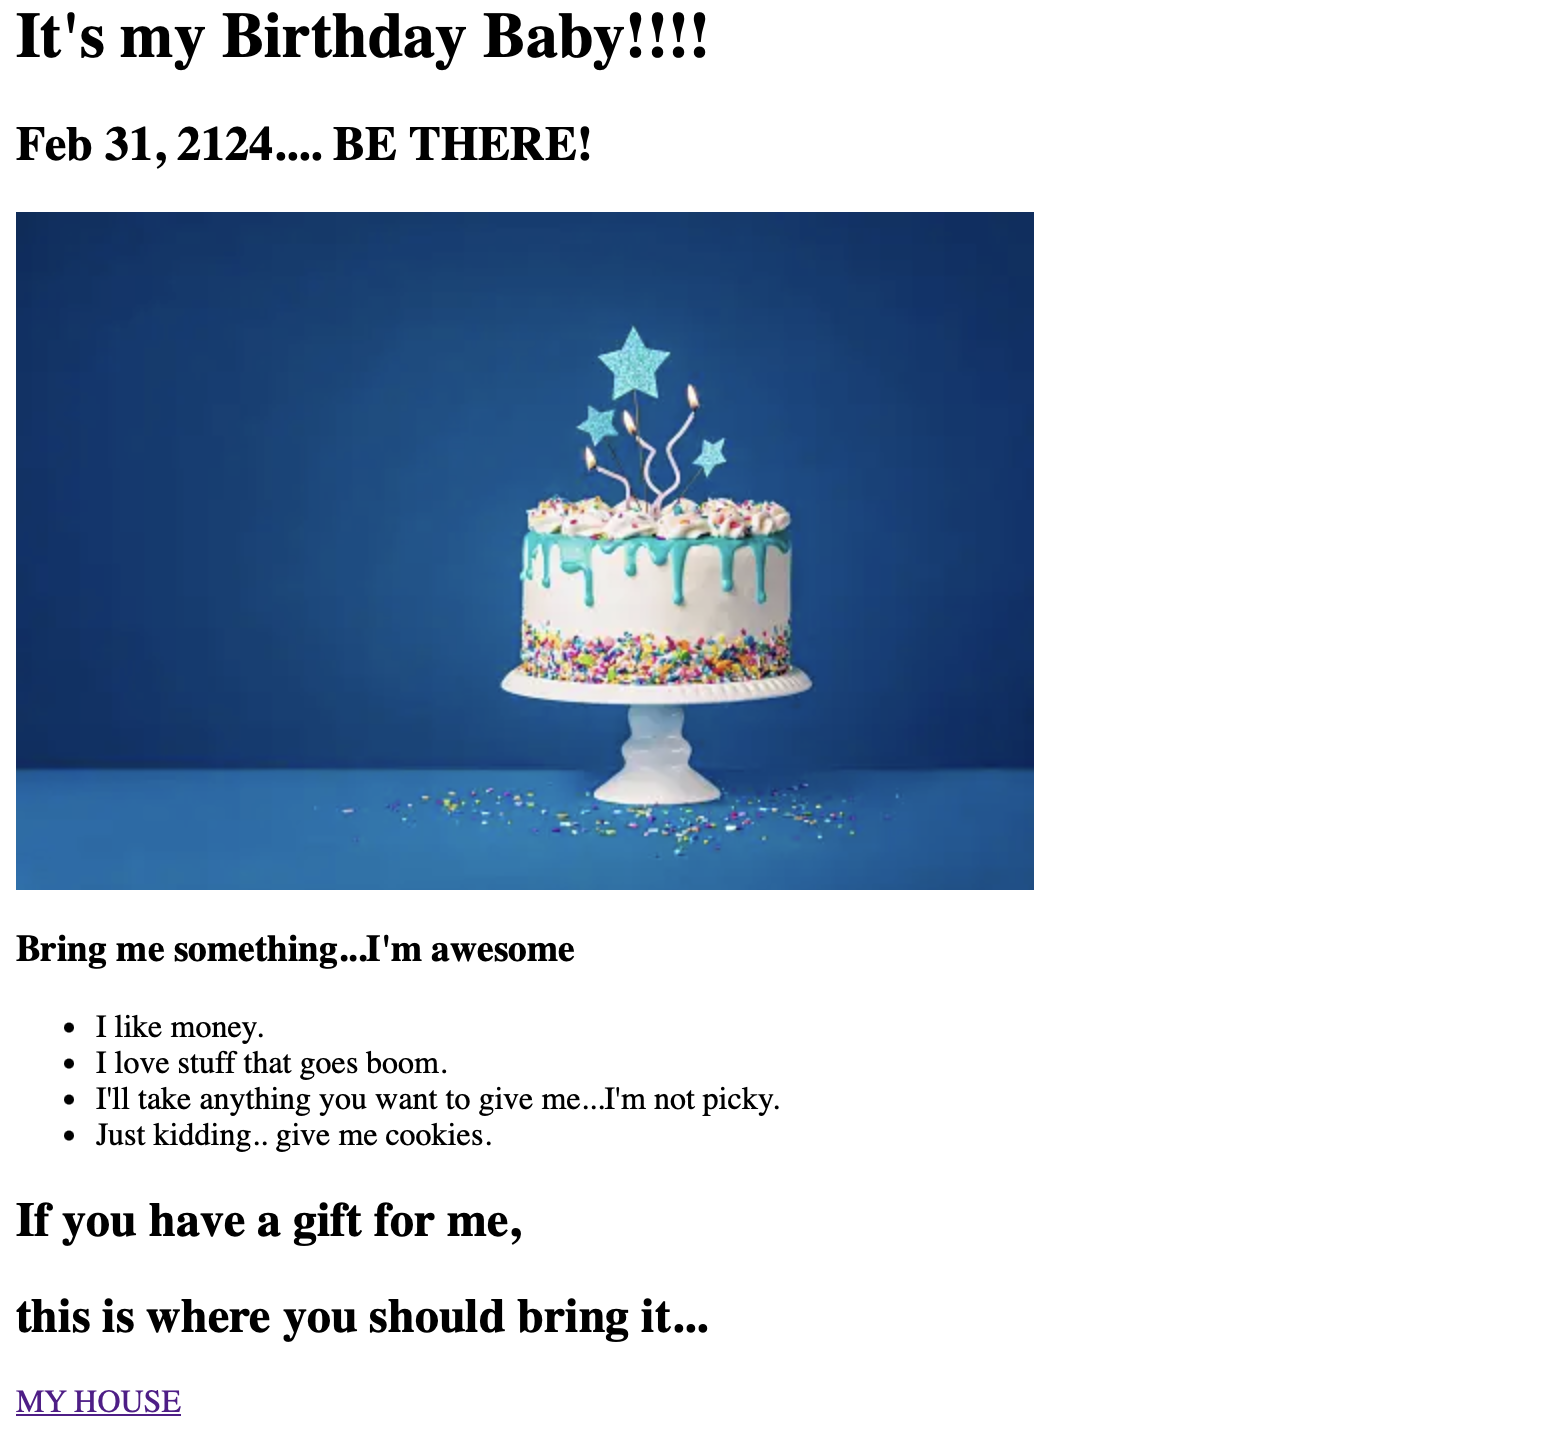 It's my Birthday Baby!!!!
Feb 31, 2124.... BE THERE!
Bring me something...I'm awesome
I like money.
I love stuff that goes boom.
I'll take anything you want to give me...I'm not picky.
Just kidding.. give me cookies.
If you have a gift for me,
this is where you should bring it...
MY HOUSE